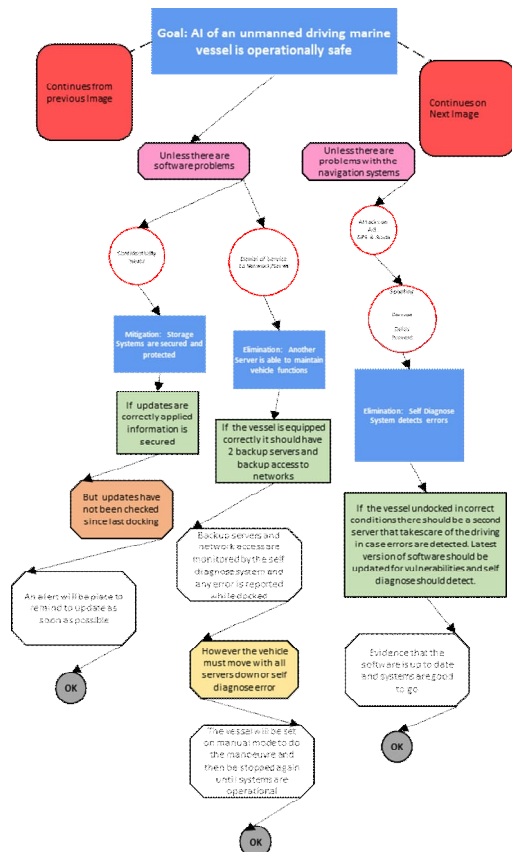 Goal: AI of an unmanned driving marine
vessel is operationally safe
Continues from
previous Image
Continues on
Next Image
Unless there are
software problems
Unless there are
problems with the
navigation systems
Confidentiality
Denial of Service
to Network /Server
Attacks on
GPS &
Damage
Mitigation: Storage
Systems are secured and
protected
Elimination: Another
Server is able to maintain
vehicle functions
Elimination: Self Diagnose
System detects errors
If updates are
correctly applied
information is
secured
If the vessel is equipped
correctly it should have
2 backup servers and
backup access to
networks
But updates have
not been checked
since last docking
If the vessel undocked in correct
conditions there should be a second
server that takes care of the driving
in case errors are detected. Latest
version of software should be
updated for vulnerabilities and self
diagnose should detect.
Backup servers and
network access are
monitored by the self
diagnose system and
any error is reported
while docked
An alert will be place to
remind to update as
soon as possible
However the vehicle
must move with all
servers down or self
diagnose error
Evidence that the
software is up to date
and systems are good
to go
OK
The vessel will be set
on manual mode to do
the manoeuvre and
then be stopped again
until systems are
operational
OK
OK